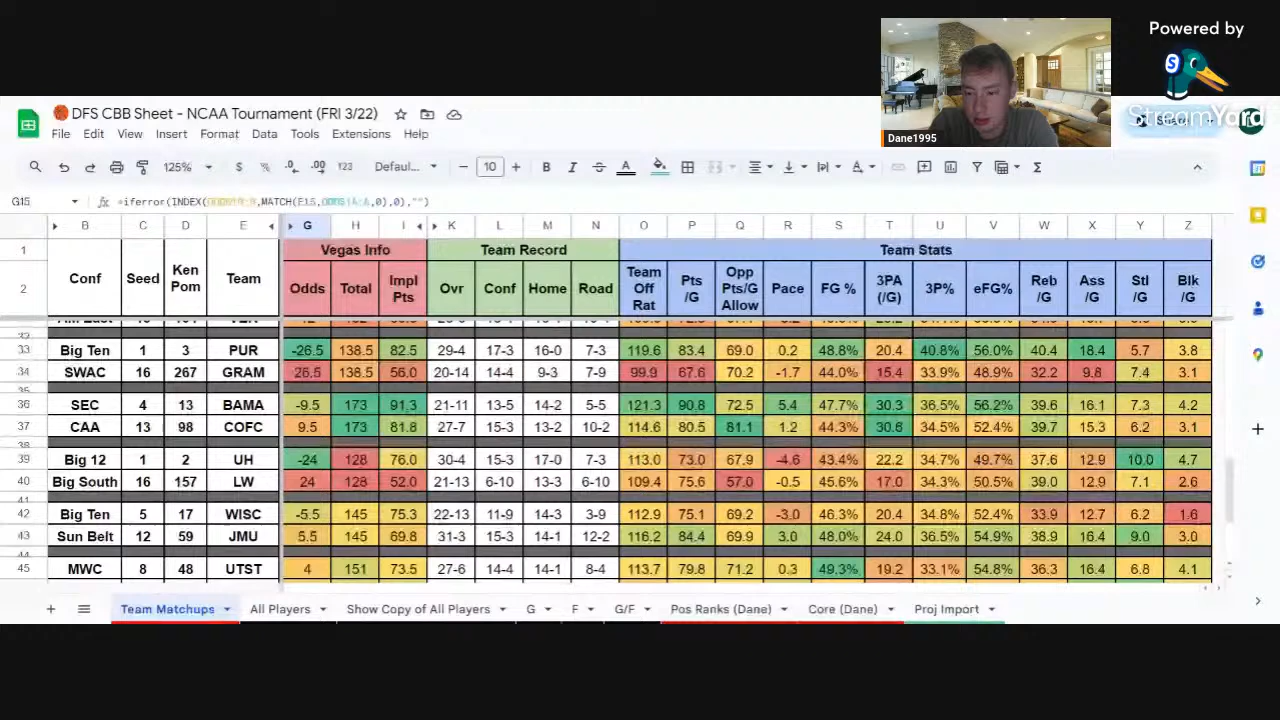 Powered by
S
StreamYard
Dane1995
DFS CBB Sheet - NCAA Tournament (FRI 3/22)
File Edit View Insert Format Data Tools Extensions Help
125% $ % .0 .00 123 Defaul... − 10 + B I S A Σ
G15 fx =iferror(INDEX( MATCH( 0),0),"")
B C D E G H I K L M N O P Q R S T U V W X Y Z
1 Vegas Info Team Record Team Stats
2 Conf Seed Ken Pom Team Odds Total Impl Pts Ovr Conf Home Road Team Off Rat Pts /G Opp Pts/G Allow Pace FG % 3PA (/G) 3P% eFG% Reb /G Ass /G Stl /G Blk /G
33 Big Ten 1 3 PUR -26.5 138.5 82.5 29-4 17-3 16-0 7-3 119.6 83.4 69.0 0.2 48.8% 20.4 40.8% 56.0% 40.4 18.4 5.7 3.8
34 SWAC 16 267 GRAM 26.5 138.5 56.0 20-14 14-4 9-3 7-9 99.9 67.6 70.2 -1.7 44.0% 15.4 33.9% 48.9% 32.2 9.8 7.4 3.1
36 SEC 4 13 BAMA -9.5 173 91.3 21-11 13-5 14-2 5-5 121.3 90.8 72.5 5.4 47.7% 30.3 36.5% 56.2% 39.6 16.1 7.3 4.2
37 CAA 13 98 COFC 9.5 173 81.8 27-7 15-3 13-2 10-2 114.6 80.5 81.1 1.2 44.3% 30.6 34.5% 52.4% 39.7 15.3 6.2 3.1
39 Big 12 1 2 UH -24 128 76.0 30-4 15-3 17-0 7-3 113.0 73.0 67.9 -4.6 43.4% 22.2 34.7% 49.7% 37.6 12.9 10.0 4.7
40 Big South 16 157 LW 24 128 52.0 21-13 6-10 13-3 6-10 109.4 75.6 57.0 -0.5 45.6% 17.0 34.3% 50.5% 39.0 12.9 7.1 2.6
42 Big Ten 5 17 WISC -5.5 145 75.3 22-13 11-9 14-3 3-9 112.9 75.1 69.2 -3.0 46.3% 20.4 34.8% 52.4% 33.9 12.7 6.2 1.6
43 Sun Belt 12 59 JMU 5.5 145 69.8 31-3 15-3 14-1 12-2 116.2 84.4 69.9 3.0 48.0% 24.0 36.5% 54.9% 38.9 16.4 9.0 3.0
45 MWC 8 48 UTST 4 151 73.5 27-6 14-4 14-1 8-4 113.7 79.8 71.2 0.3 49.3% 19.2 33.1% 54.8% 36.3 16.4 6.8 4.1
+ Team Matchups All Players Show Copy of All Players G F G/F Pos Ranks (Dane) Core (Dane) Proj Import